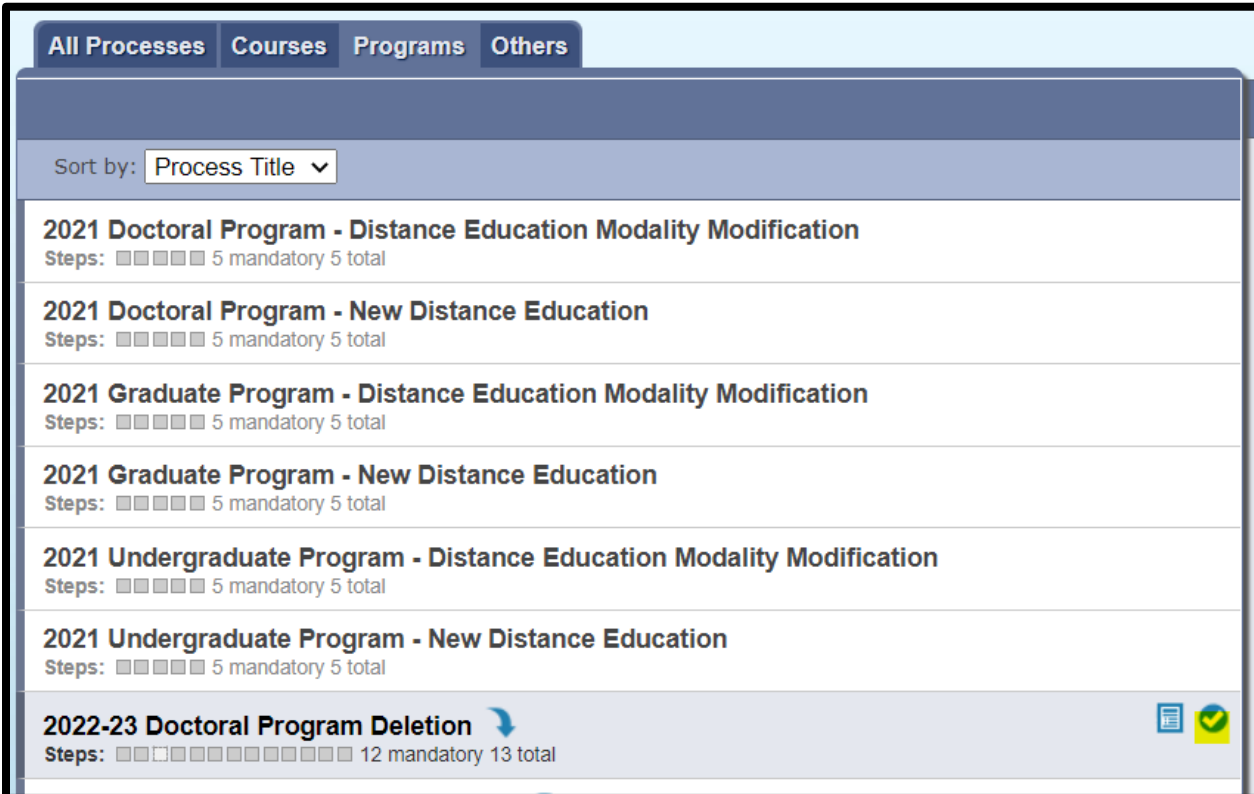 All Processes Courses Programs Others
Sort by: Process Title
2021 Doctoral Program - Distance Education Modality Modification
Steps: 5 mandatory 5 total
2021 Doctoral Program - New Distance Education
Steps: 5 mandatory 5 total
2021 Graduate Program - Distance Education Modality Modification
Steps: 5 mandatory 5 total
2021 Graduate Program - New Distance Education
Steps: 5 mandatory 5 total
2021 Undergraduate Program - Distance Education Modality Modification
Steps: 5 mandatory 5 total
2021 Undergraduate Program - New Distance Education
Steps: 5 mandatory 5 total
2022-23 Doctoral Program Deletion
Steps: 12 mandatory 13 total